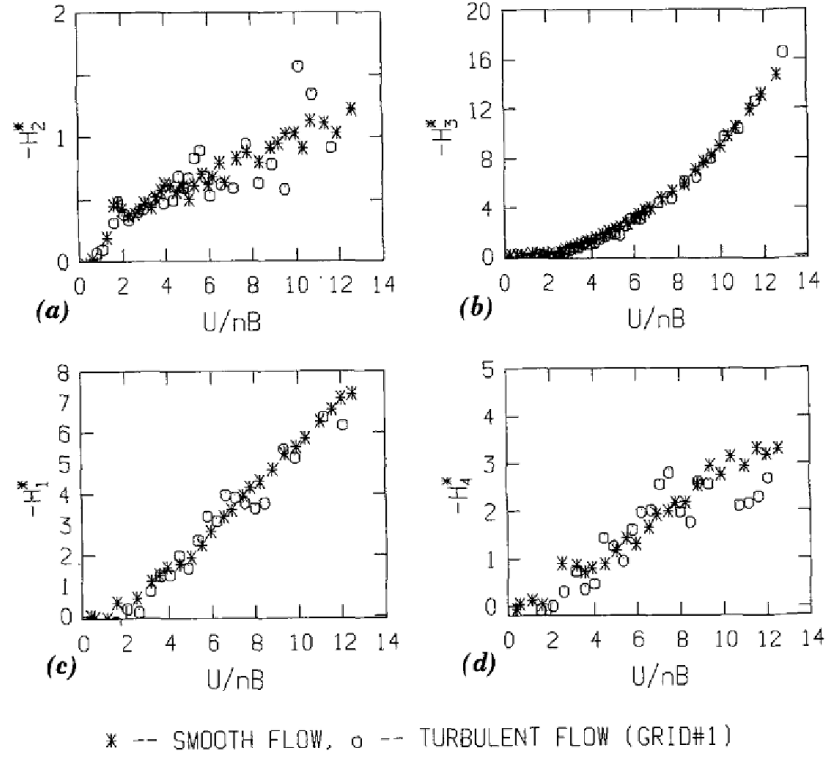 2
1
0
-H₂*
0 2 4 6 8 10 12 14
(a) U/nB
20
16
12
8
4
0
-H₃*
0 2 4 6 8 10 12 14
(b) U/nB
8
7
6
5
4
3
2
1
0
-H₁*
0 2 4 6 8 10 12 14
(c) U/nB
5
4
3
2
1
0
-H₄*
0 2 4 6 8 10 12 14
(d) U/nB
* -- SMOOTH FLOW, o -- TURBULENT FLOW (GRID#1)